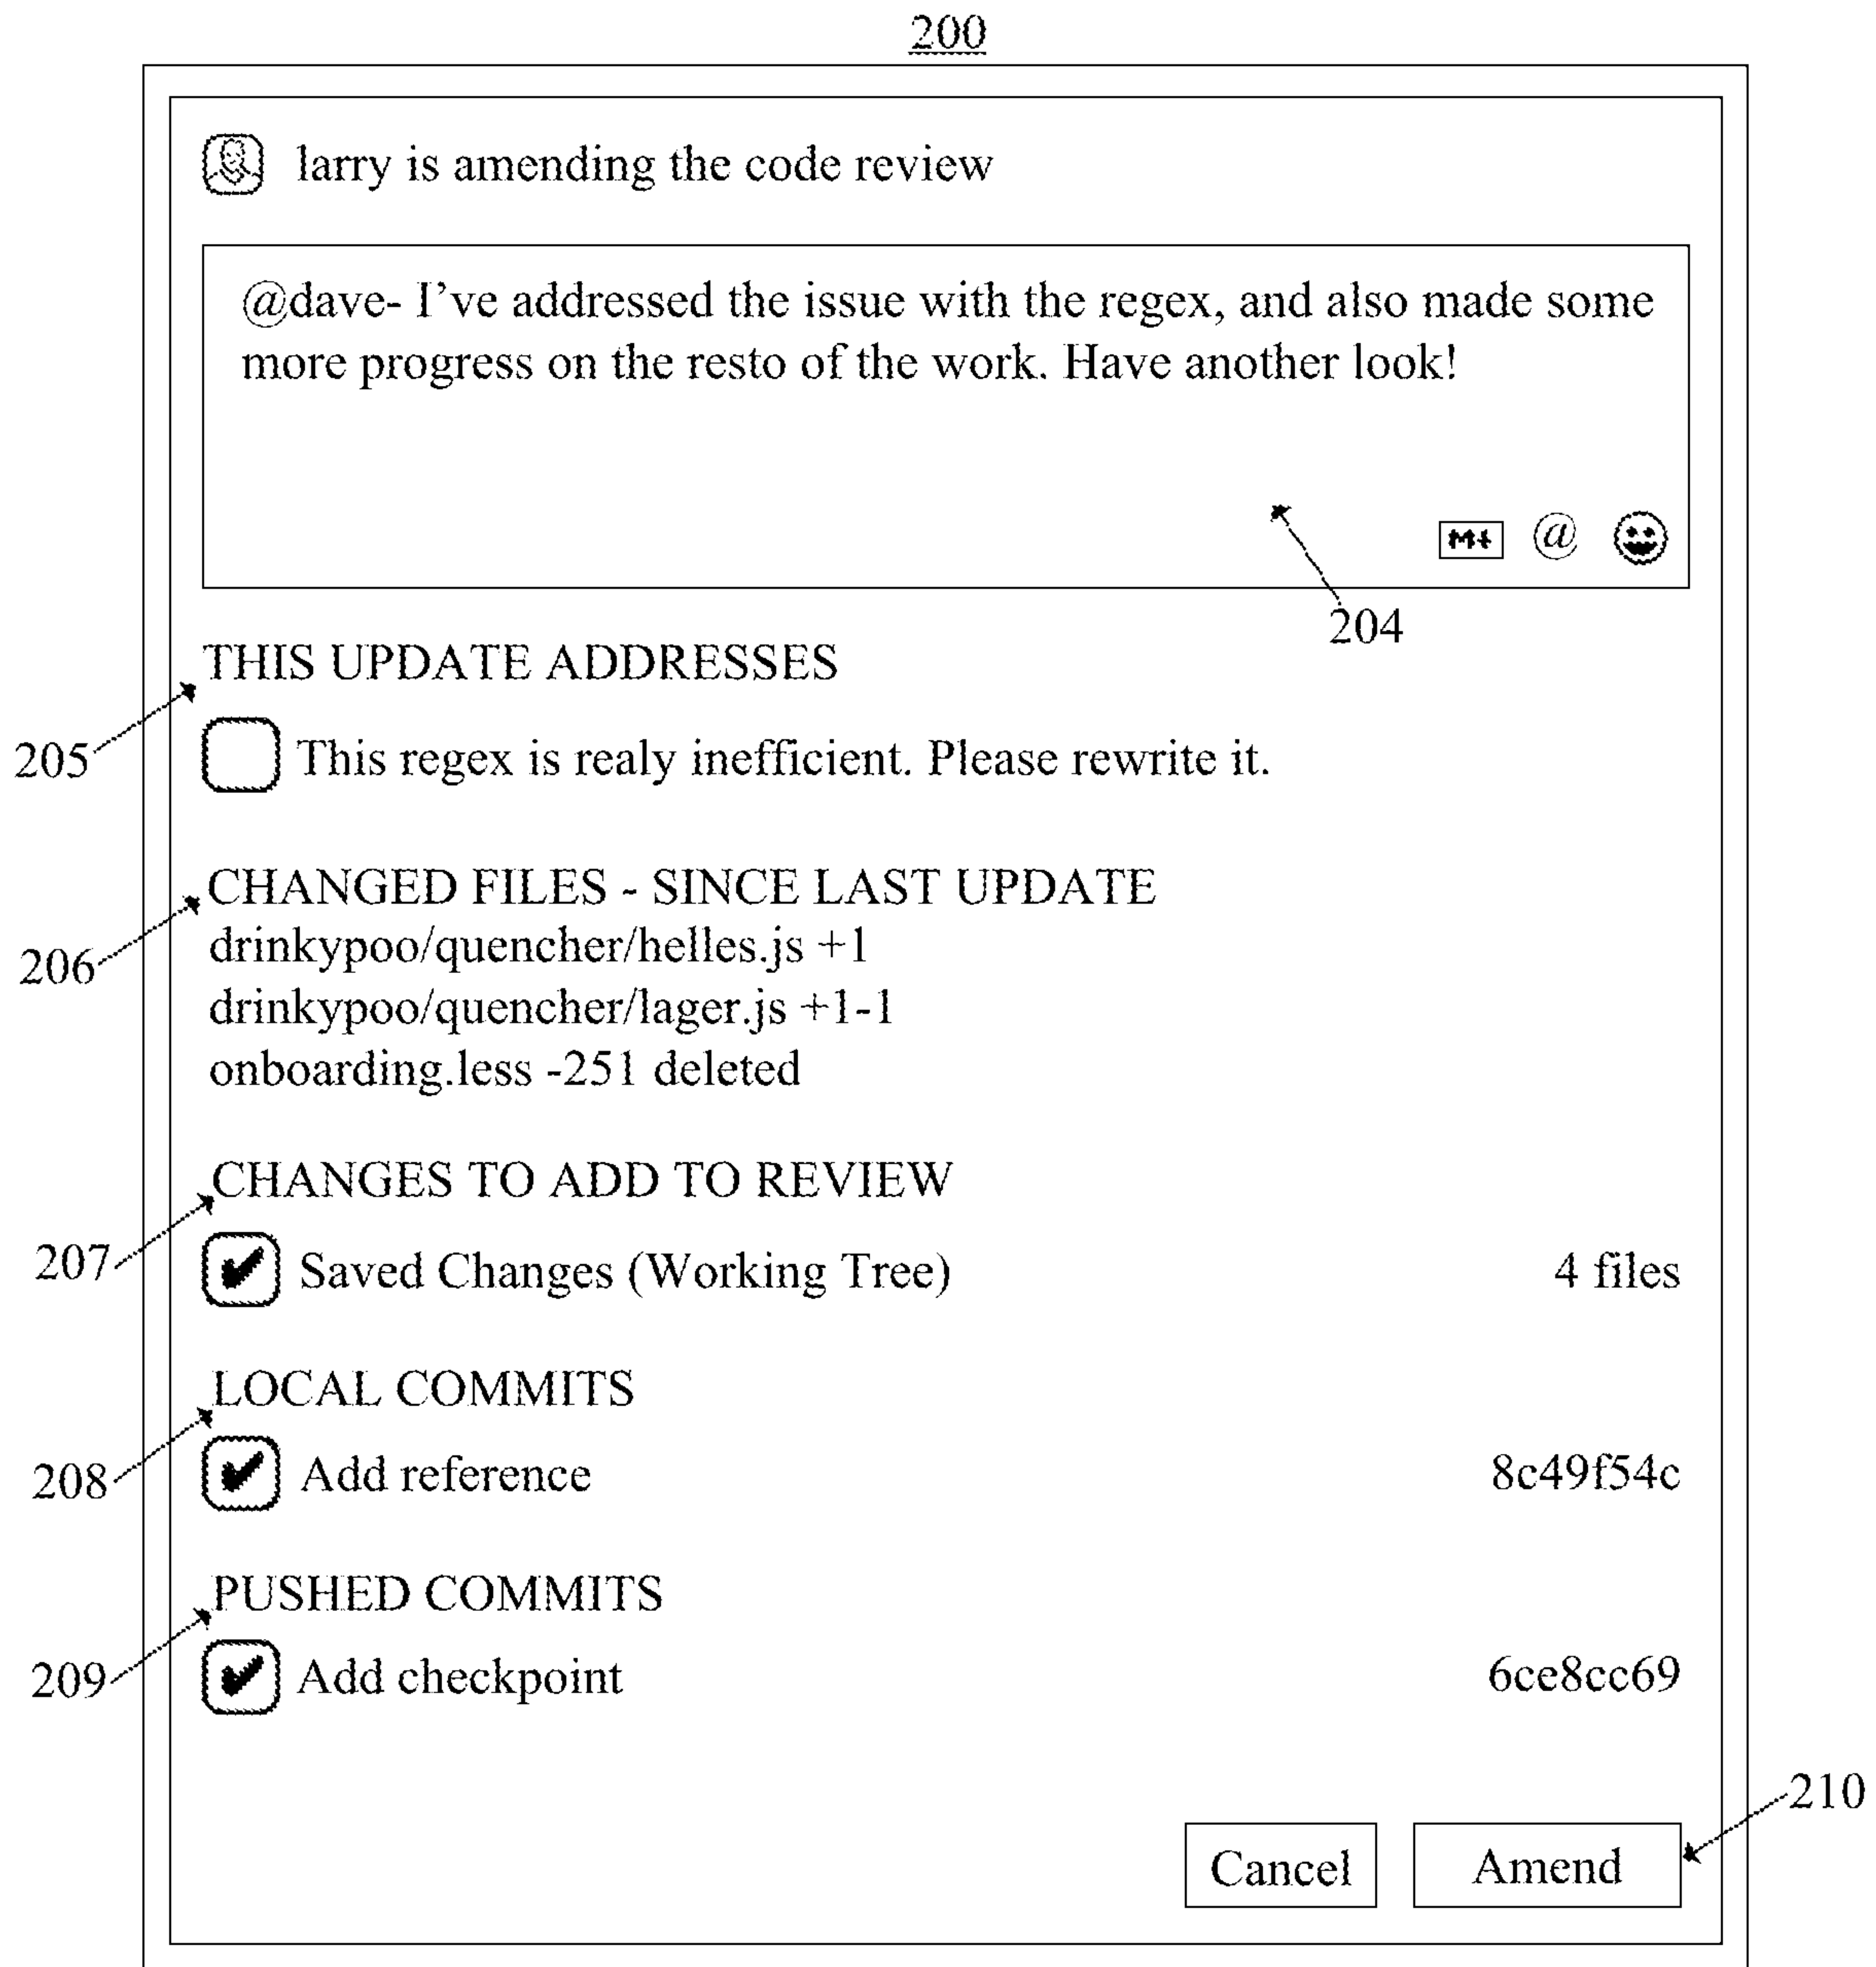 200
larry is amending the code review
@dave- I've addressed the issue with the regex, and also made some
more progress on the resto of the work. Have another look!
M↓ @
204
THIS UPDATE ADDRESSES
205
This regex is realy inefficient. Please rewrite it.
CHANGED FILES - SINCE LAST UPDATE
206
drinkypoo/quencher/helles.js +1
drinkypoo/quencher/lager.js +1-1
onboarding.less -251 deleted
CHANGES TO ADD TO REVIEW
207
Saved Changes (Working Tree) 4 files
LOCAL COMMITS
208
Add reference 8c49f54c
PUSHED COMMITS
209
Add checkpoint 6ce8cc69
210
Cancel Amend